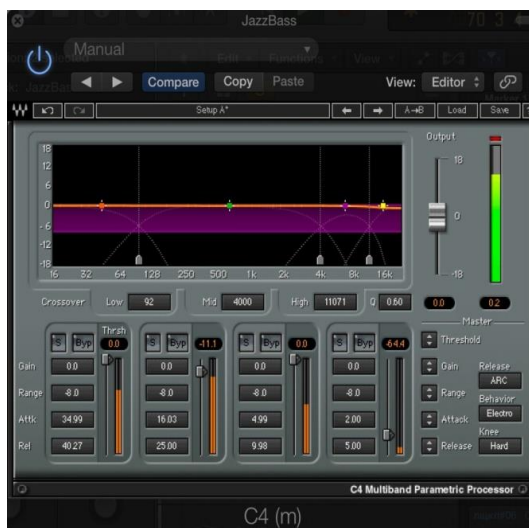 JazzBass
Manual
Compare Copy Paste View: Editor
Setup A* A→B Load Save
Output
18 12 6 0 -6 -12 -18
16 32 64 128 250 500 1k 2k 4k 8k 16k
18 0 -18
Crossover Low 92 Mid 4000 High 11071 Q 0.60 0.0 0.2
Master
Thrsh
S Byp 0.0 S Byp -11.1 S Byp 0.0 S Byp -64.4 Threshold
Gain 0.0 0.0 0.0 0.0 Gain Release
ARC
Range -8.0 -8.0 -8.0 -8.0 Range Behavior
Electro
Attk 34.99 16.03 4.99 2.00 Attack Knee
Rel 40.27 25.00 9.98 5.00 Release Hard
C4 Multiband Parametric Processor
C4 (m)